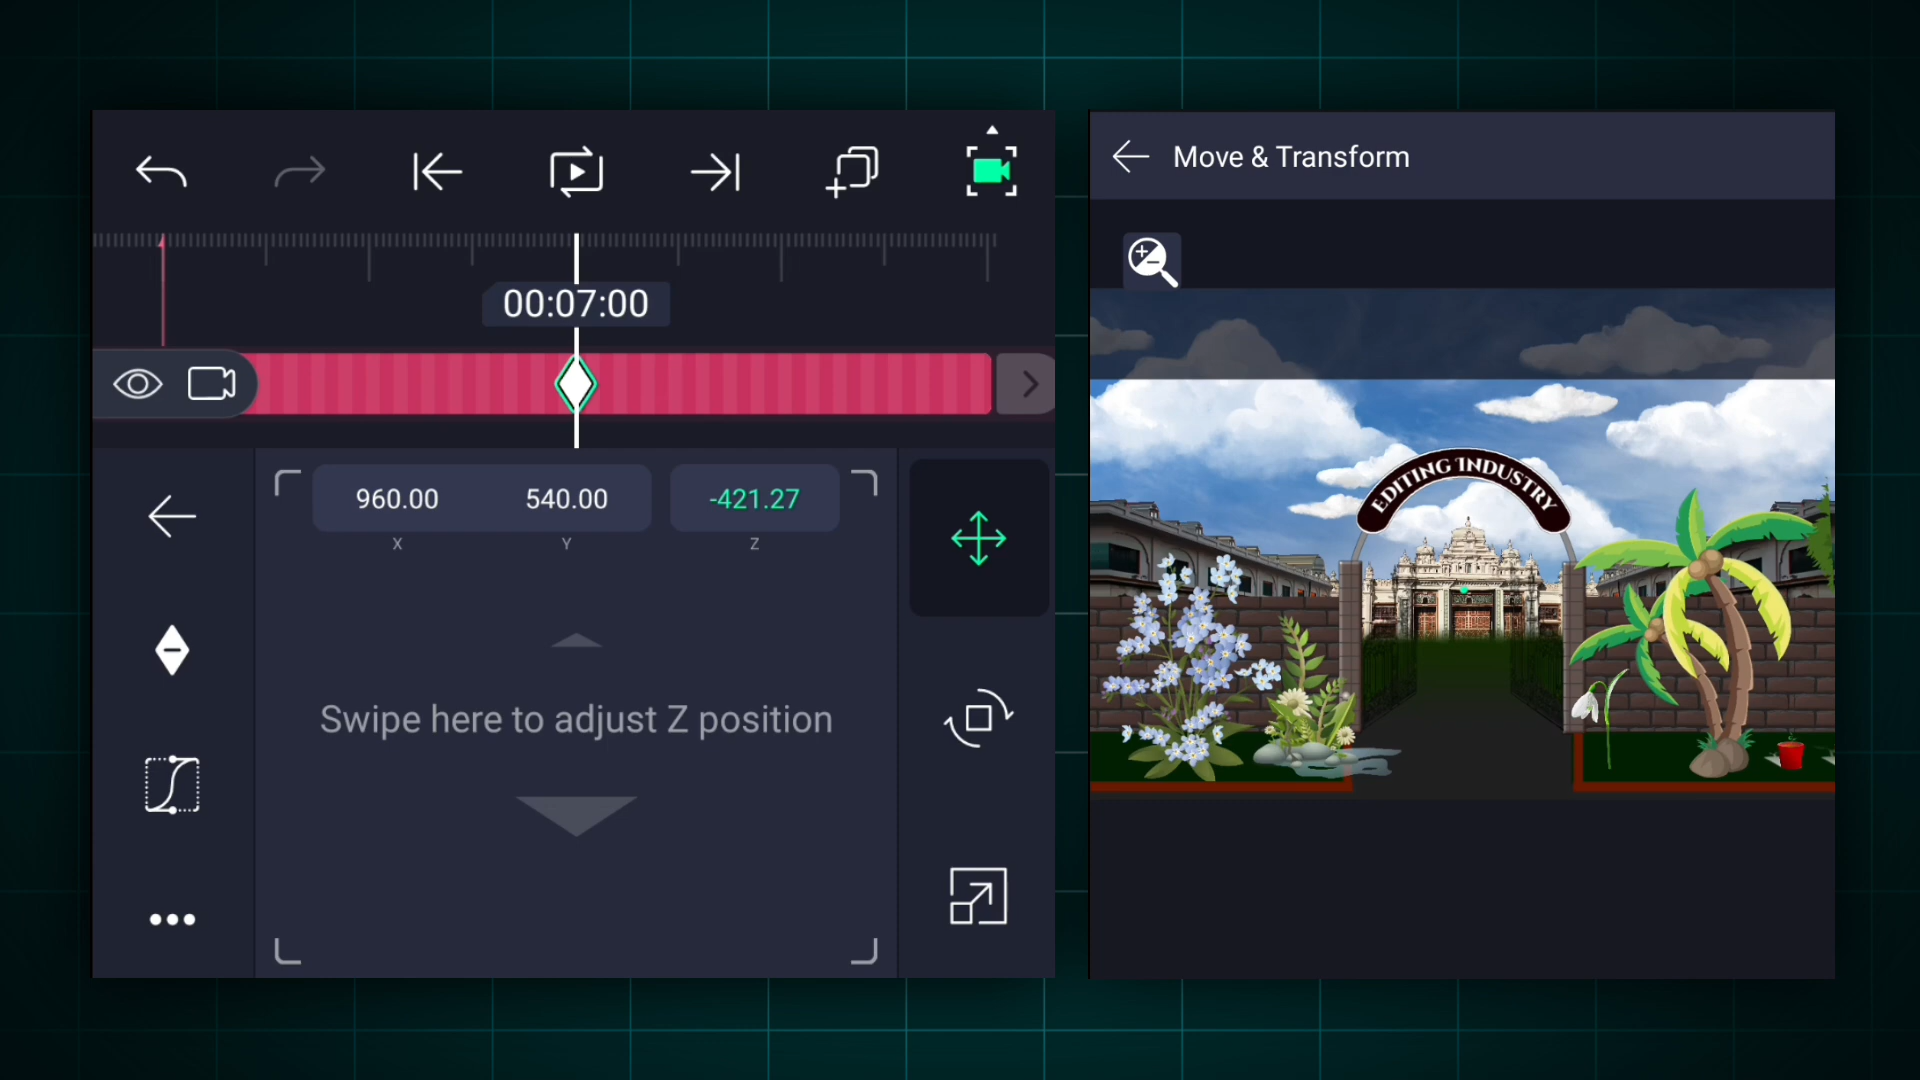 00:07:00
960.00 540.00 -421.27
X Y Z
Swipe here to adjust Z position
Move & Transform
EDITING INDUSTRY